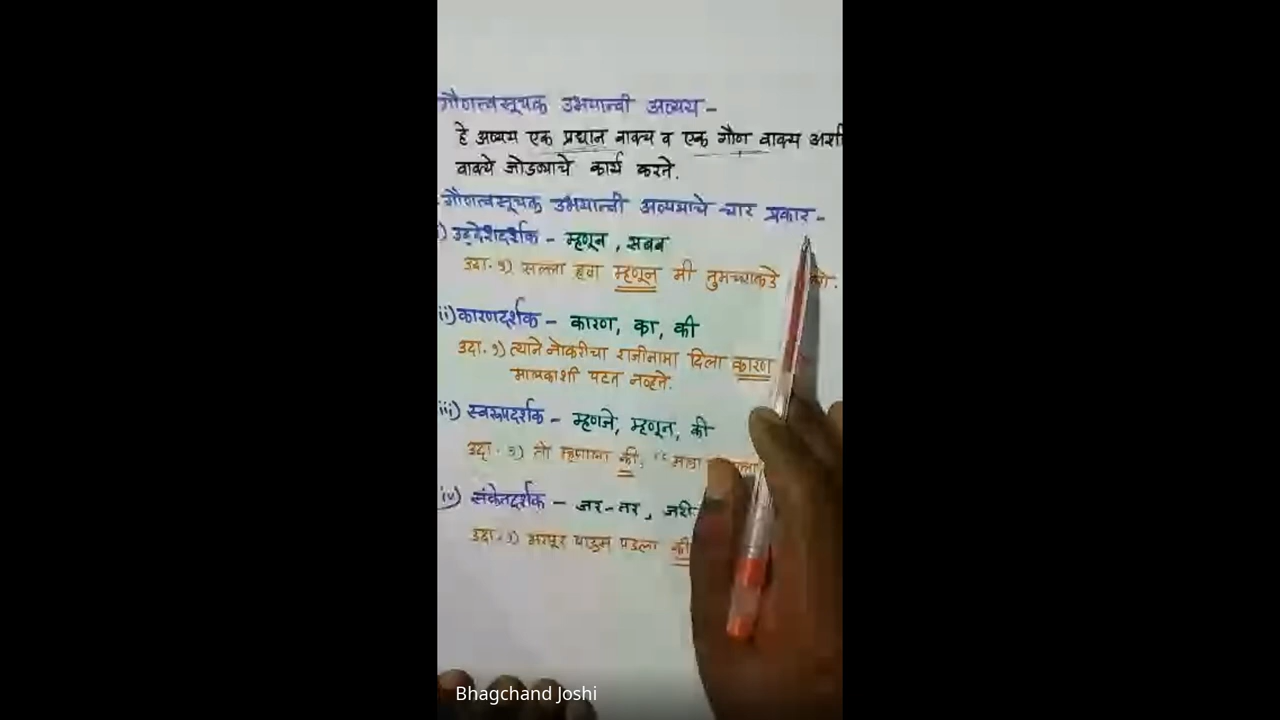 गौणत्वसूचक उभयान्वी अव्यय -
हे अव्यय एक प्रधान वाक्य व एक गौण वाक्य अशी
वाक्ये जोडण्याचे कार्य करते.
गौणत्वसूचक उभयान्वी अव्ययाचे चार प्रकार -
i) उद्देशदर्शक - म्हणून , सबब
उदा. १) सल्ला हवा म्हणून मी तुमच्याकडे
ii) कारणदर्शक - कारण, का, की
उदा. १) त्याने नोकरीचा राजीनामा दिला कारण
मालकाशी पटत नव्हते.
iii) स्वरूपदर्शक - म्हणजे, म्हणून, की
उदा. १) तो म्हणाला की, "मला
iv) संकेतदर्शक - जर-तर, जरी
उदा. १) भरपूर पाऊस पडला की
Bhagchand Joshi